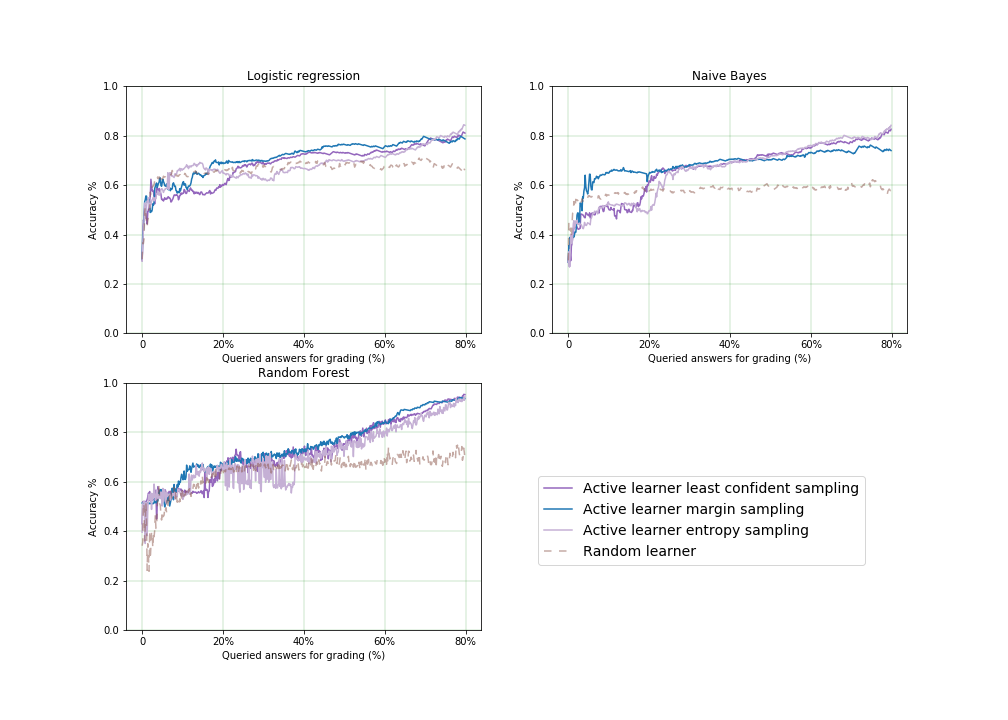 Logistic regression
1.0
0.8
0.6
0.4
0.2
0.0
Accuracy %
0 20% 40% 60% 80%
Queried answers for grading (%)
Naive Bayes
1.0
0.8
0.6
0.4
0.2
0.0
Accuracy %
0 20% 40% 60% 80%
Queried answers for grading (%)
Random Forest
1.0
0.8
0.6
0.4
0.2
0.0
Accuracy %
0 20% 40% 60% 80%
Queried answers for grading (%)
Active learner least confident sampling
Active learner margin sampling
Active learner entropy sampling
Random learner